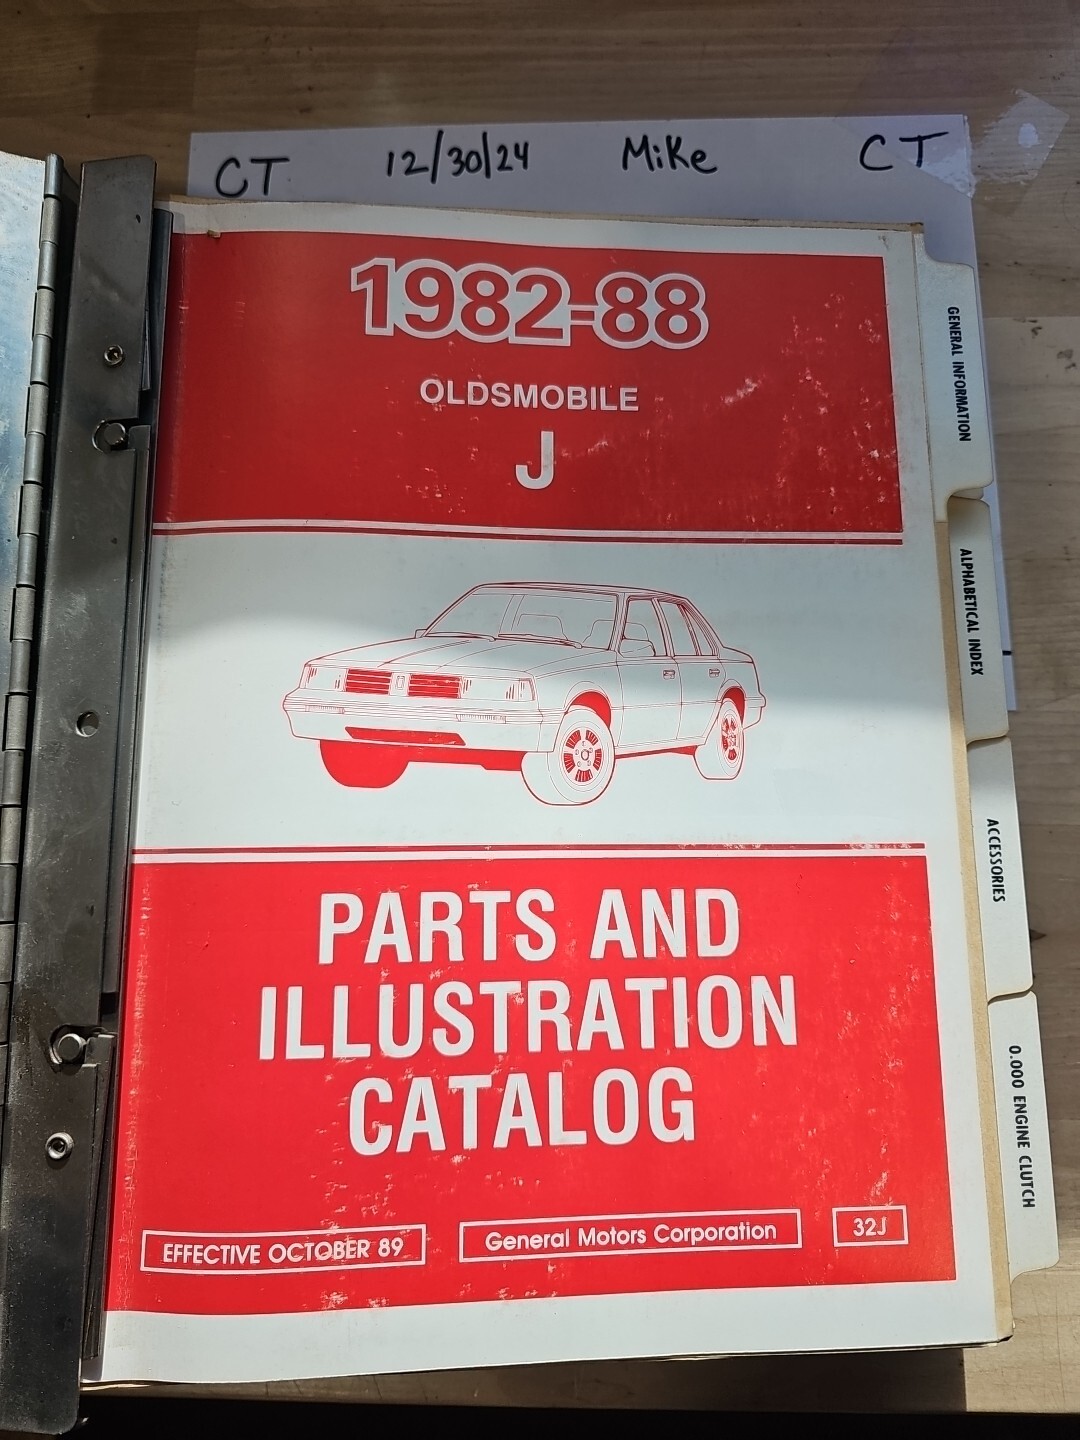 CT 12/30/24 Mike CT
1982-88
OLDSMOBILE
J
PARTS AND
ILLUSTRATION
CATALOG
EFFECTIVE OCTOBER 89
General Motors Corporation
32J
GENERAL INFORMATION
ALPHABETICAL INDEX
ACCESSORIES
0.000 ENGINE CLUTCH